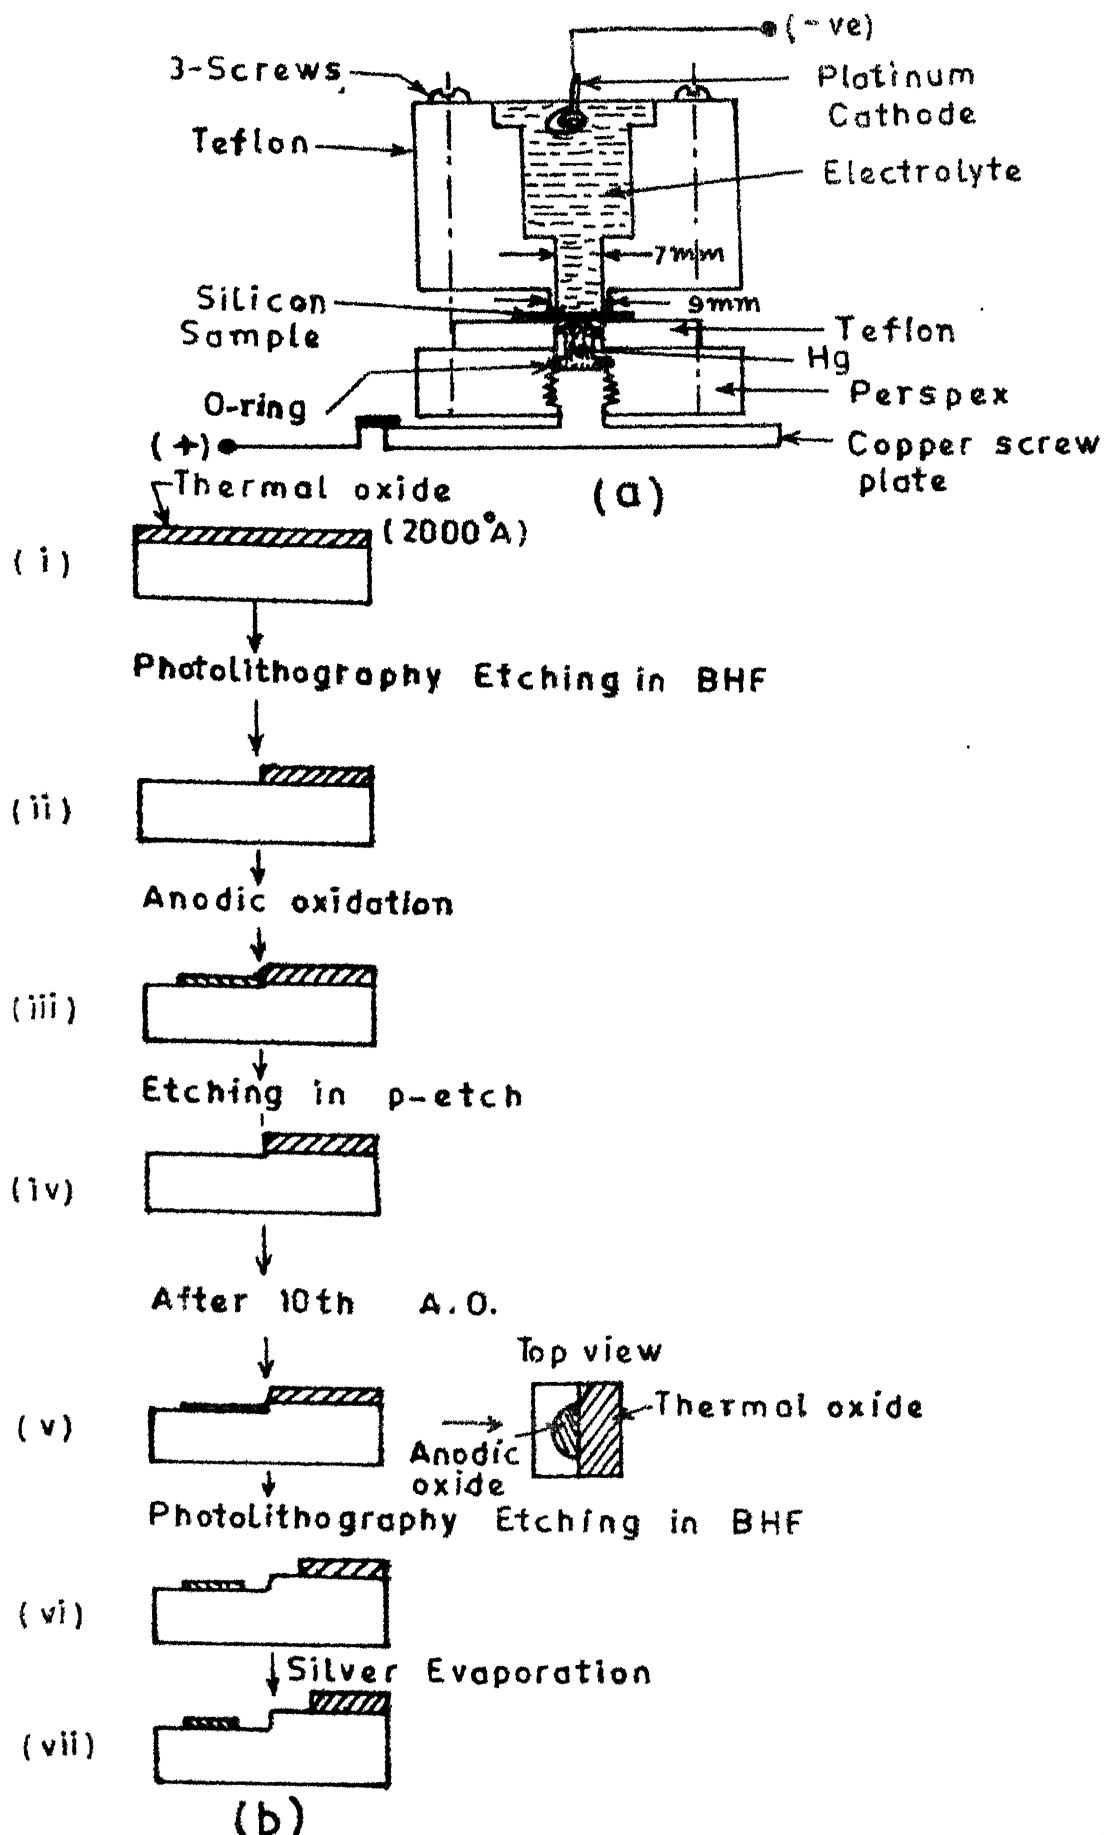 (-ve)
3-Screws
Platinum
Cathode
Teflon
Electrolyte
7mm
Silicon
Sample
9mm
Teflon
Hg
O-ring
Perspex
(+)
Copper screw
plate
(a)
Thermal oxide
(2000°A)
(i)
Photolithography Etching in BHF
(ii)
Anodic oxidation
(iii)
Etching in p-etch
(iv)
After 10th A.O.
Top view
(v)
Thermal oxide
Anodic
oxide
Photolithography Etching in BHF
(vi)
Silver Evaporation
(vii)
(b)